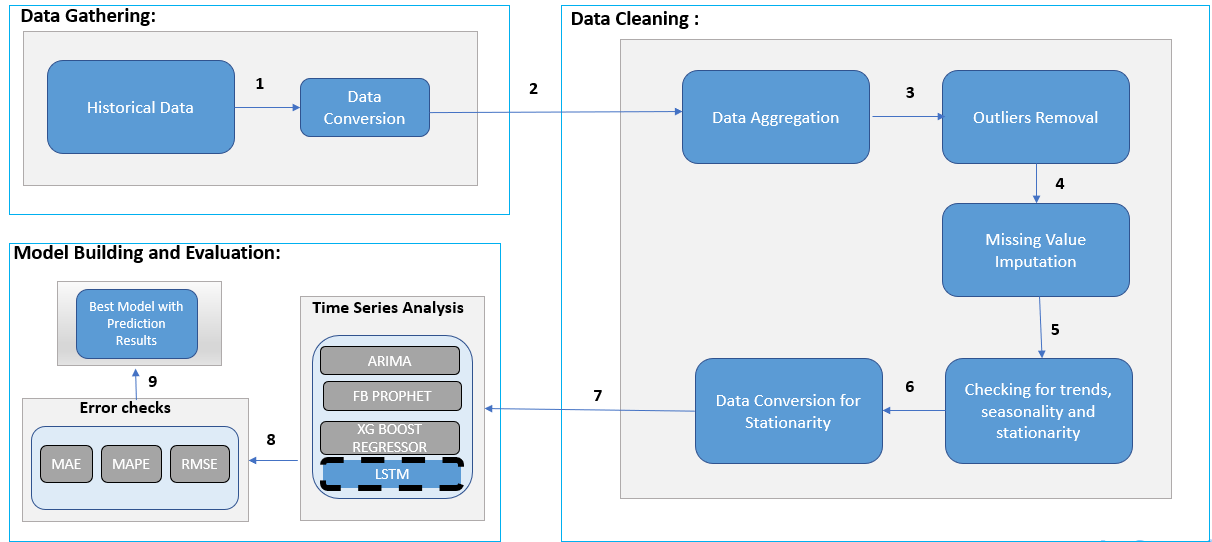 Data Gathering:
Historical Data
1
Data
Conversion
2
Data Cleaning :
Data Aggregation
3
Outliers Removal
4
Missing Value
Imputation
5
Checking for trends,
seasonality and
stationarity
6
Data Conversion for
Stationarity
7
Model Building and Evaluation:
Time Series Analysis
ARIMA
FB PROPHET
XG BOOST
REGRESSOR
LSTM
8
Error checks
MAE
MAPE
RMSE
9
Best Model with
Prediction
Results